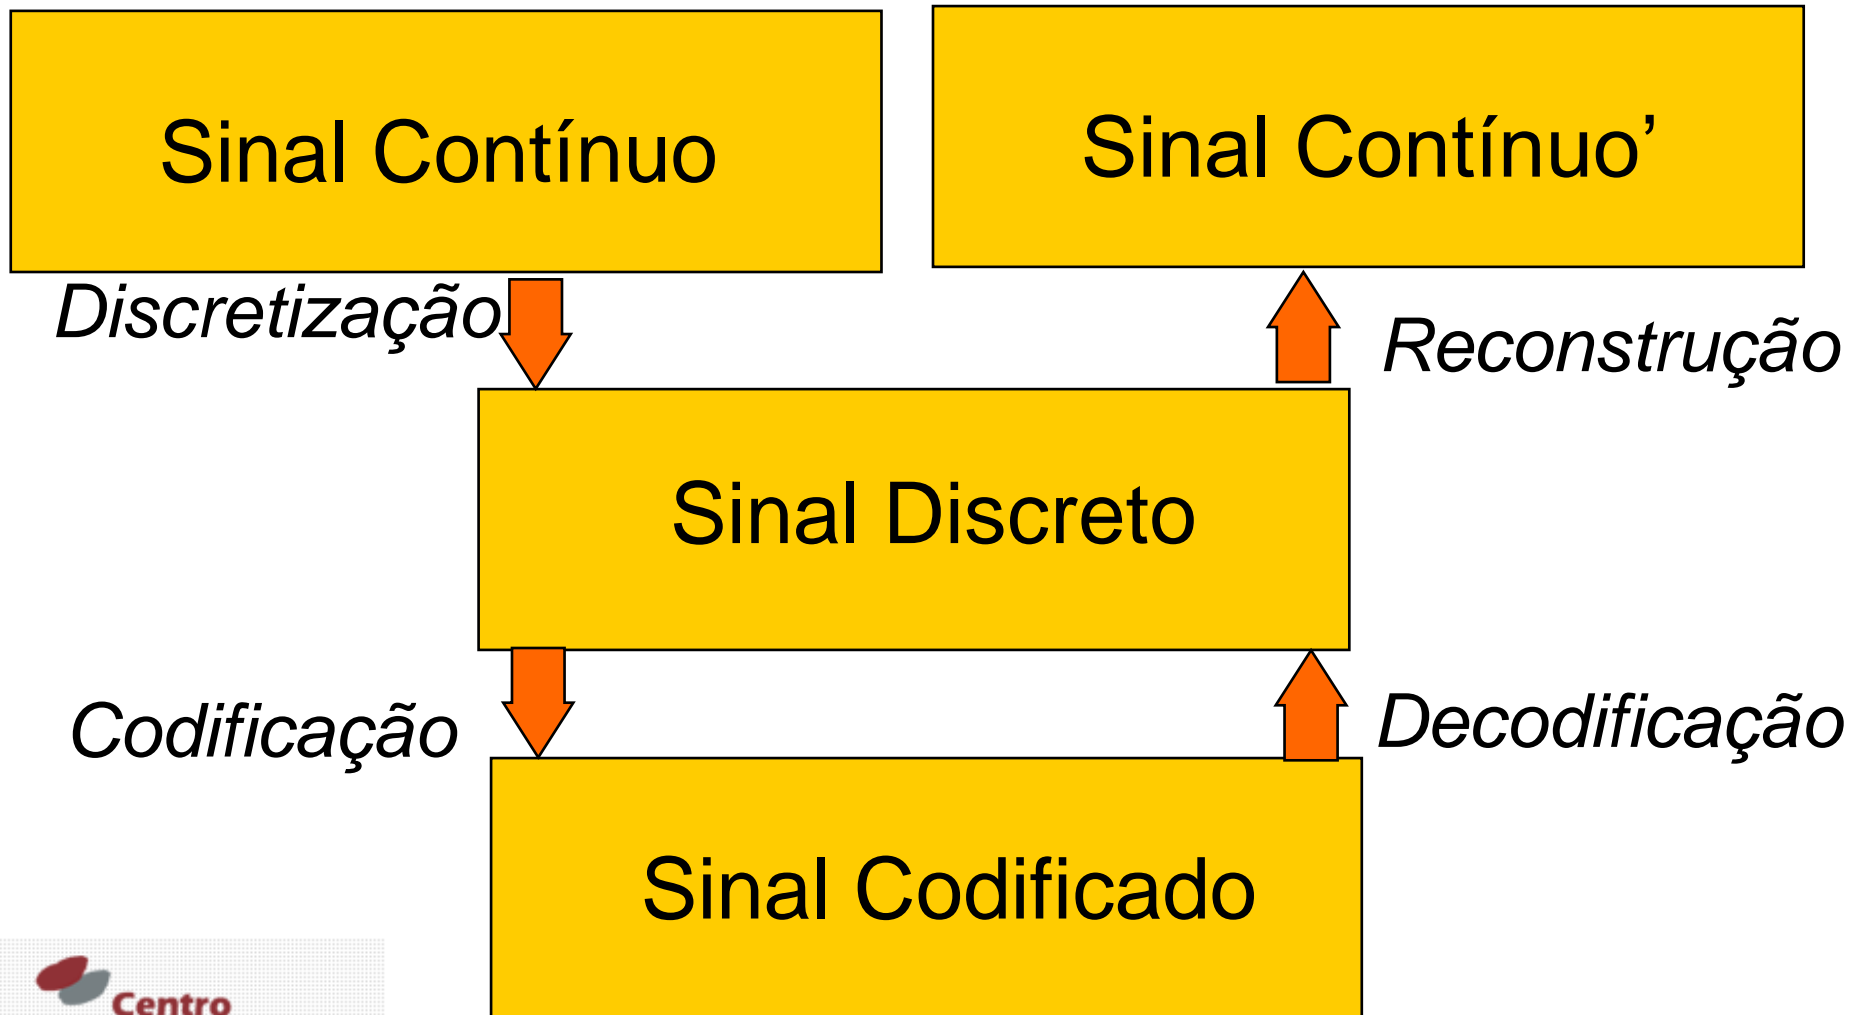 Sinal Contínuo
Sinal Contínuo’
Discretização
Reconstrução
Sinal Discreto
Codificação
Decodificação
Sinal Codificado
Centro